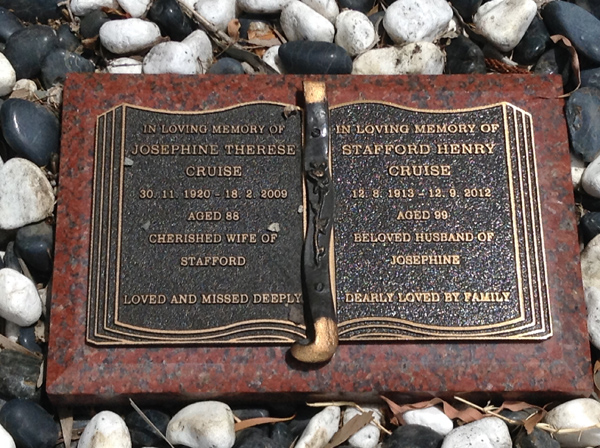 IN LOVING MEMORY OF
JOSEPHINE THERESE
CRUISE
30. 11. 1920 - 18. 2. 2009
AGED 88
CHERISHED WIFE OF
STAFFORD
LOVED AND MISSED DEEPLY
IN LOVING MEMORY OF
STAFFORD HENRY
CRUISE
12. 8. 1913 - 12. 9. 2012
AGED 99
BELOVED HUSBAND OF
JOSEPHINE
DEARLY LOVED BY FAMILY